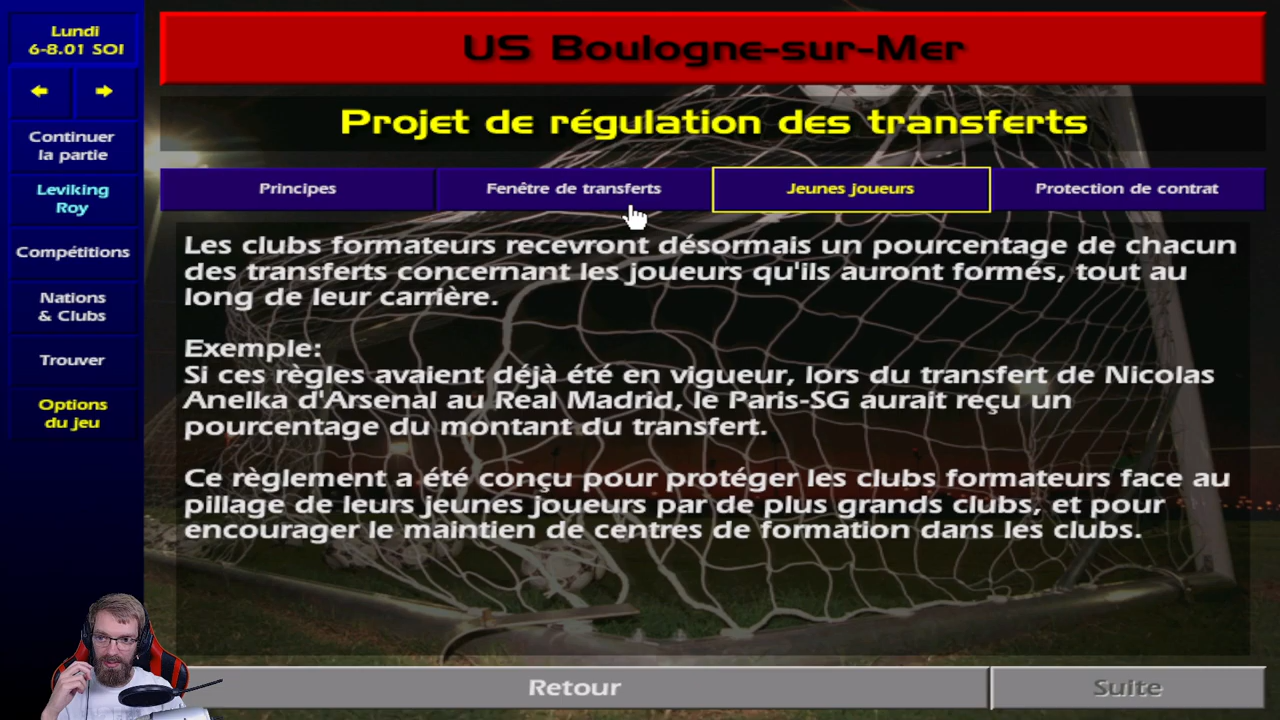 Lundi
6-8.01 SOI
US Boulogne-sur-Mer
Projet de régulation des transferts
Continuer
la partie
Leviking
Roy
Compétitions
Nations
& Clubs
Trouver
Options
du jeu
Principes
Fenêtre de transferts
Jeunes joueurs
Protection de contrat
Les clubs formateurs recevront désormais un pourcentage de chacun
des transferts concernant les joueurs qu'ils auront formés, tout au
long de leur carrière.
Exemple:
Si ces règles avaient déjà été en vigueur, lors du transfert de Nicolas
Anelka d'Arsenal au Real Madrid, le Paris-SG aurait reçu un
pourcentage du montant du transfert.
Ce règlement a été conçu pour protéger les clubs formateurs face au
pillage de leurs jeunes joueurs par de plus grands clubs, et pour
encourager le maintien de centres de formation dans les clubs.
Retour
Suite